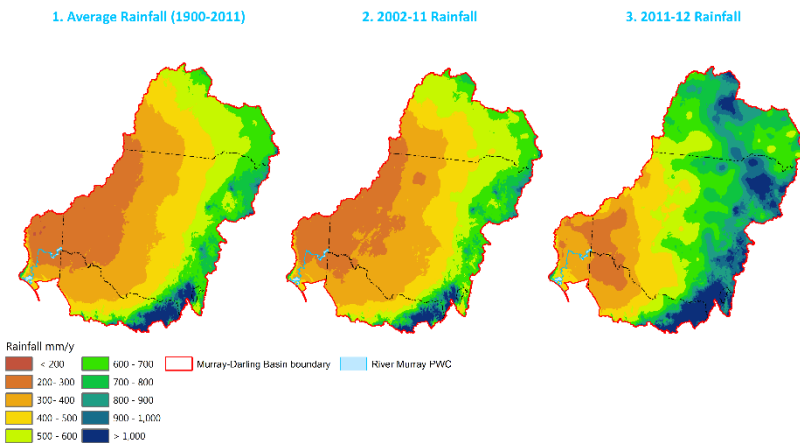 1. Average Rainfall (1900-2011)
2. 2002-11 Rainfall
3. 2011-12 Rainfall
Rainfall mm/y
< 200
200- 300
300- 400
400 - 500
500 - 600
600 - 700
700 - 800
800 - 900
900 - 1,000
> 1,000
Murray-Darling Basin boundary
River Murray PWC